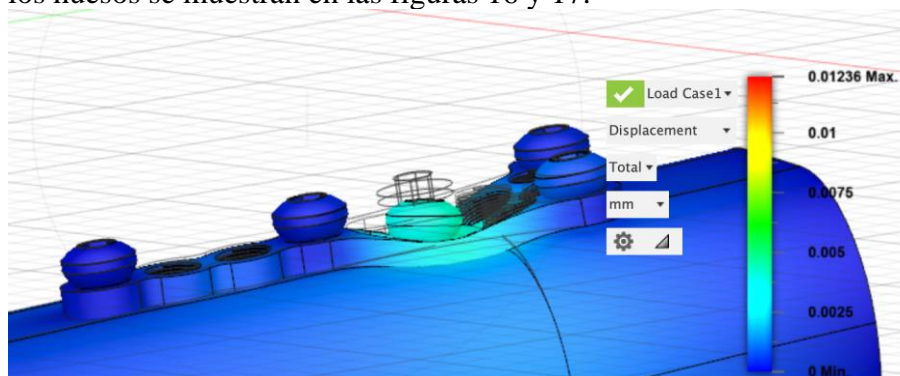 los huesos se muestran en las figuras 16 y 17.
0.01236 Max.
Load Case1
Displacement
0.01
Total
0.0075
mm
0.005
0.0025
0 Min.